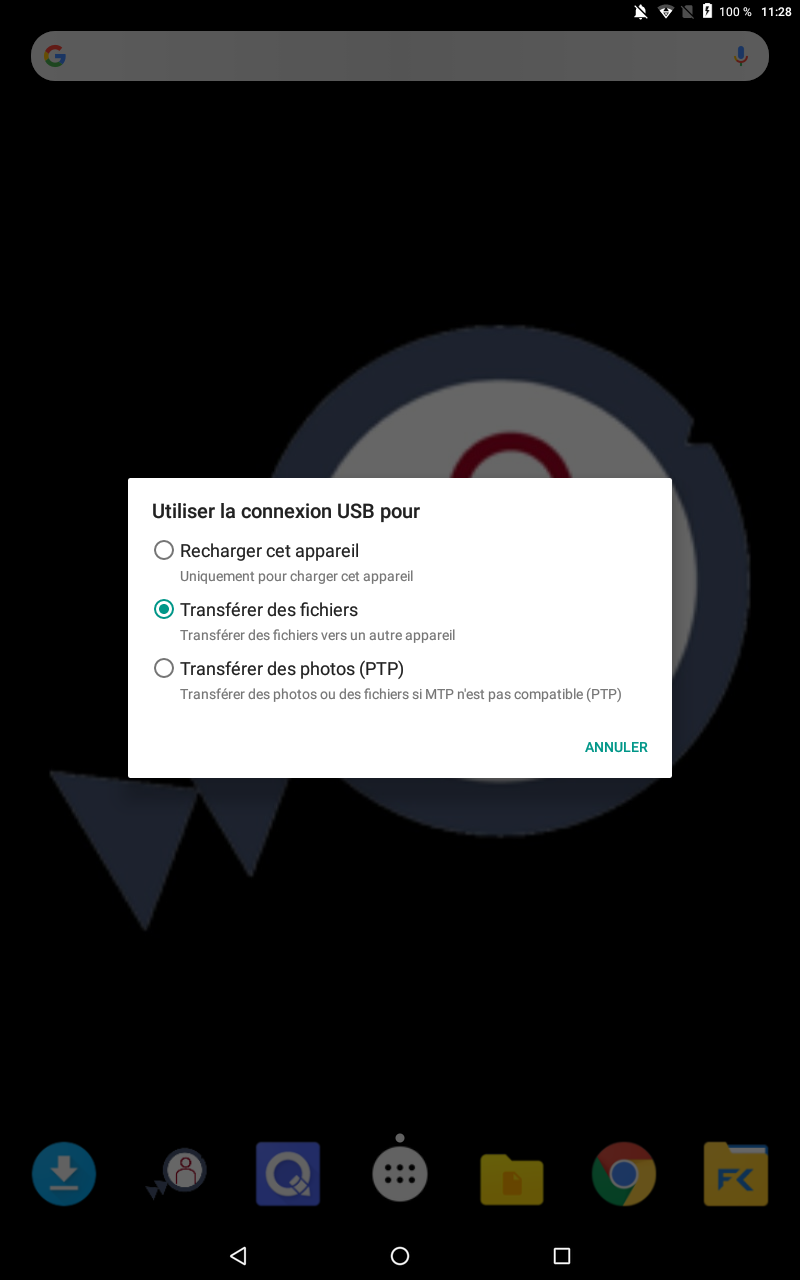 100 % 11:28
Utiliser la connexion USB pour
Recharger cet appareil
Uniquement pour charger cet appareil
Transférer des fichiers
Transférer des fichiers vers un autre appareil
Transférer des photos (PTP)
Transférer des photos ou des fichiers si MTP n'est pas compatible (PTP)
ANNULER